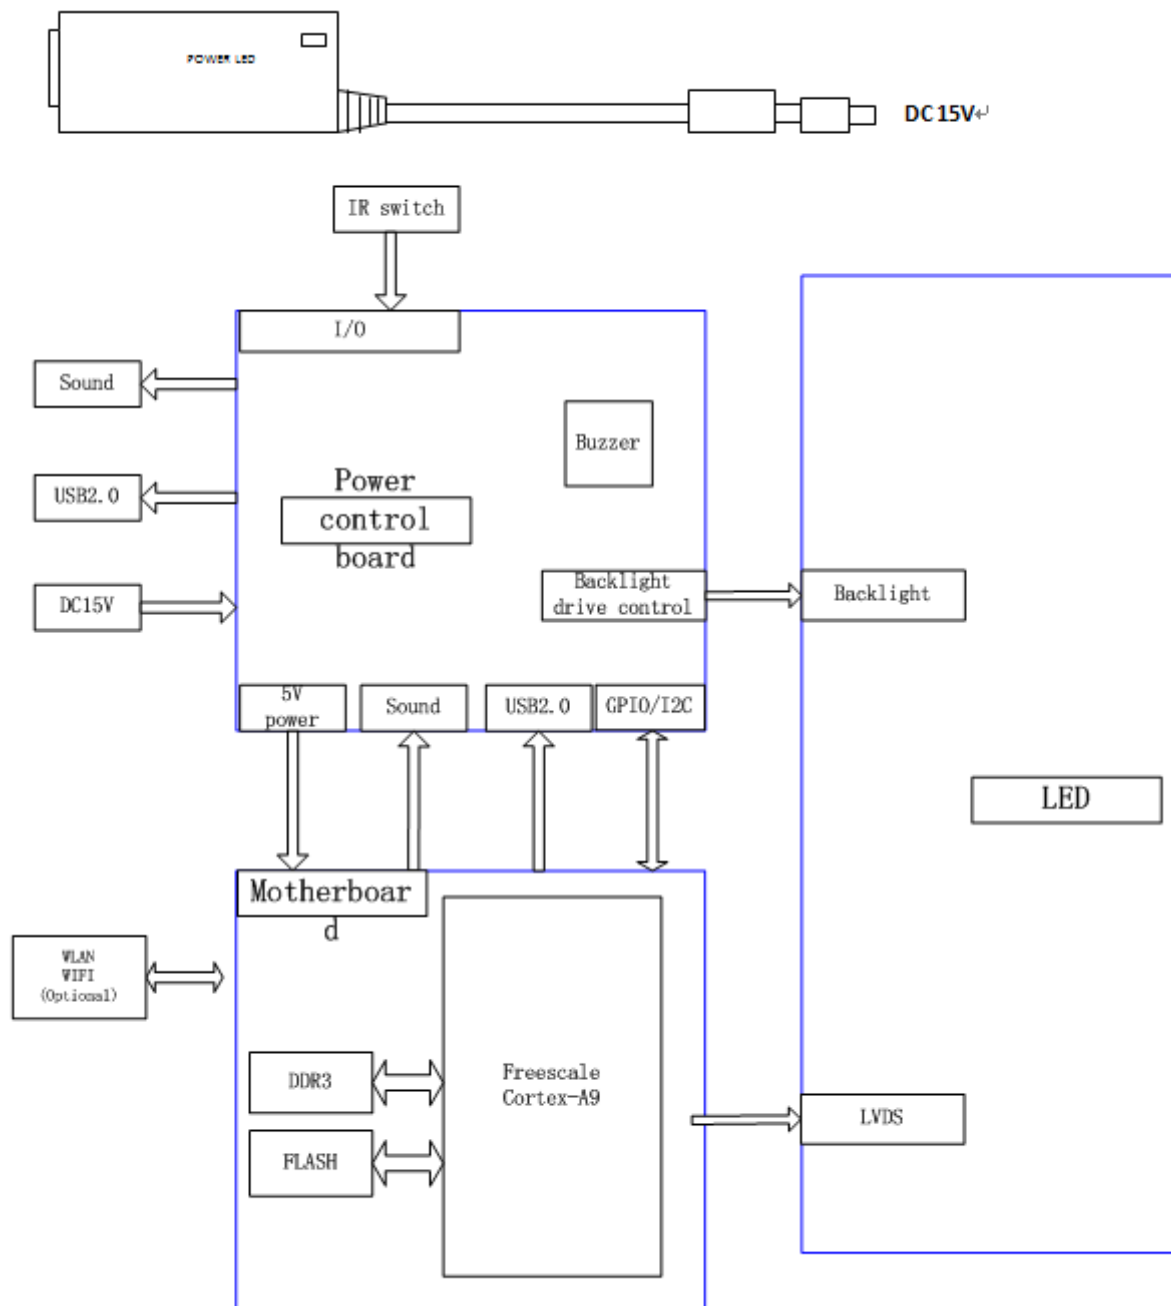 POWER LED
DC15V↵
IR switch
I/O
Sound
Buzzer
USB2.0
Power
control
board
DC15V
Backlight
drive control
Backlight
5V
power
Sound
USB2.0
GPIO/I2C
LED
Motherboar
d
WLAN
WIFI
(Optional)
DDR3
Freescale
Cortex-A9
LVDS
FLASH